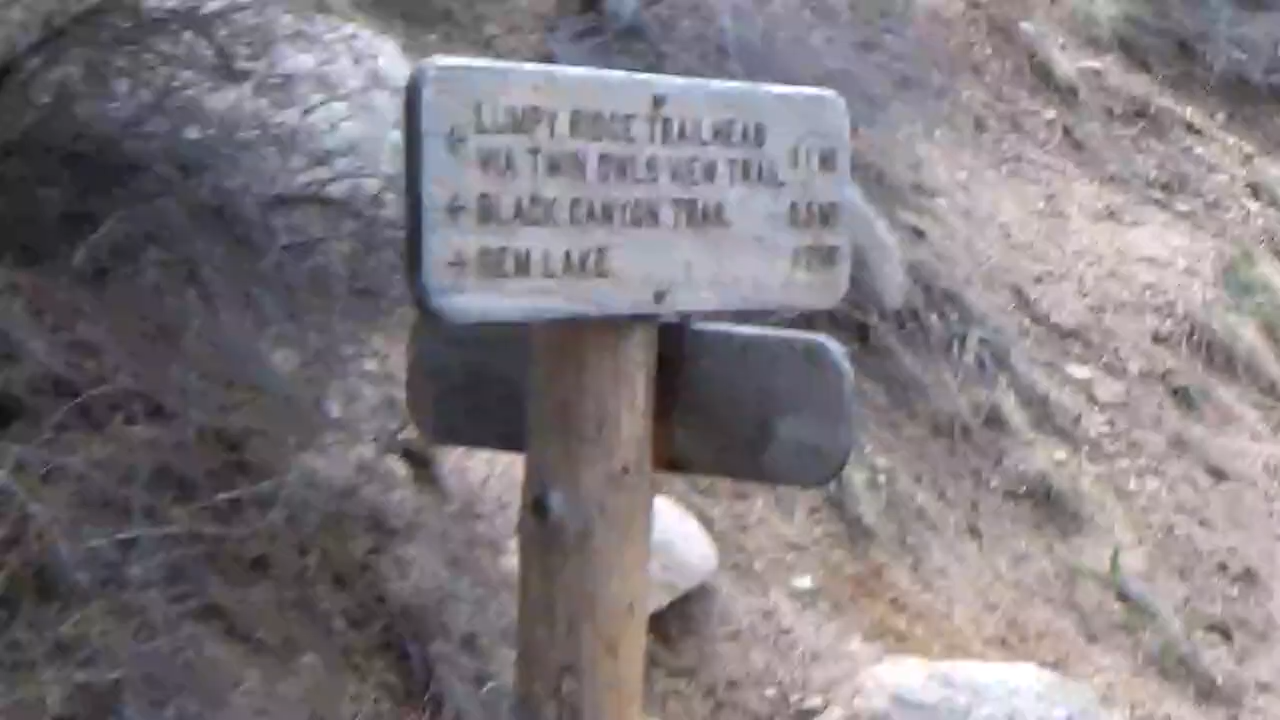 ← LUMPY RIDGE TRAILHEAD
VIA TWIN OWLS VIEW TRAIL
← BLACK CANYON TRAIL
GEM LAKE